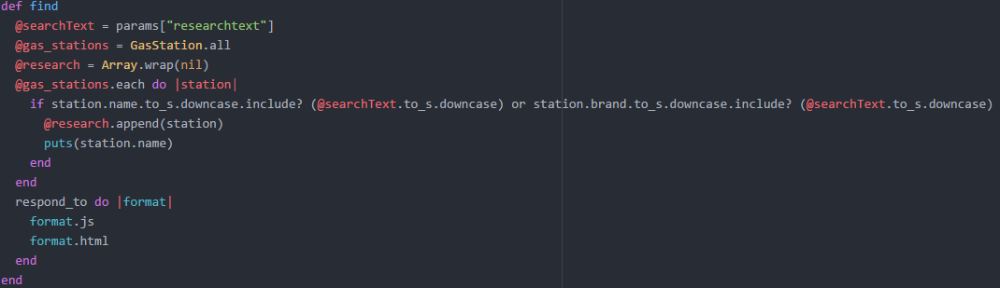 def find
  @searchText = params["researchtext"]
  @gas_stations = GasStation.all
  @research = Array.wrap(nil)
  @gas_stations.each do |station|
    if station.name.to_s.downcase.include? (@searchText.to_s.downcase) or station.brand.to_s.downcase.include? (@searchText.to_s.downcase)
      @research.append(station)
      puts(station.name)
    end
  end
  respond_to do |format|
    format.js
    format.html
  end
end